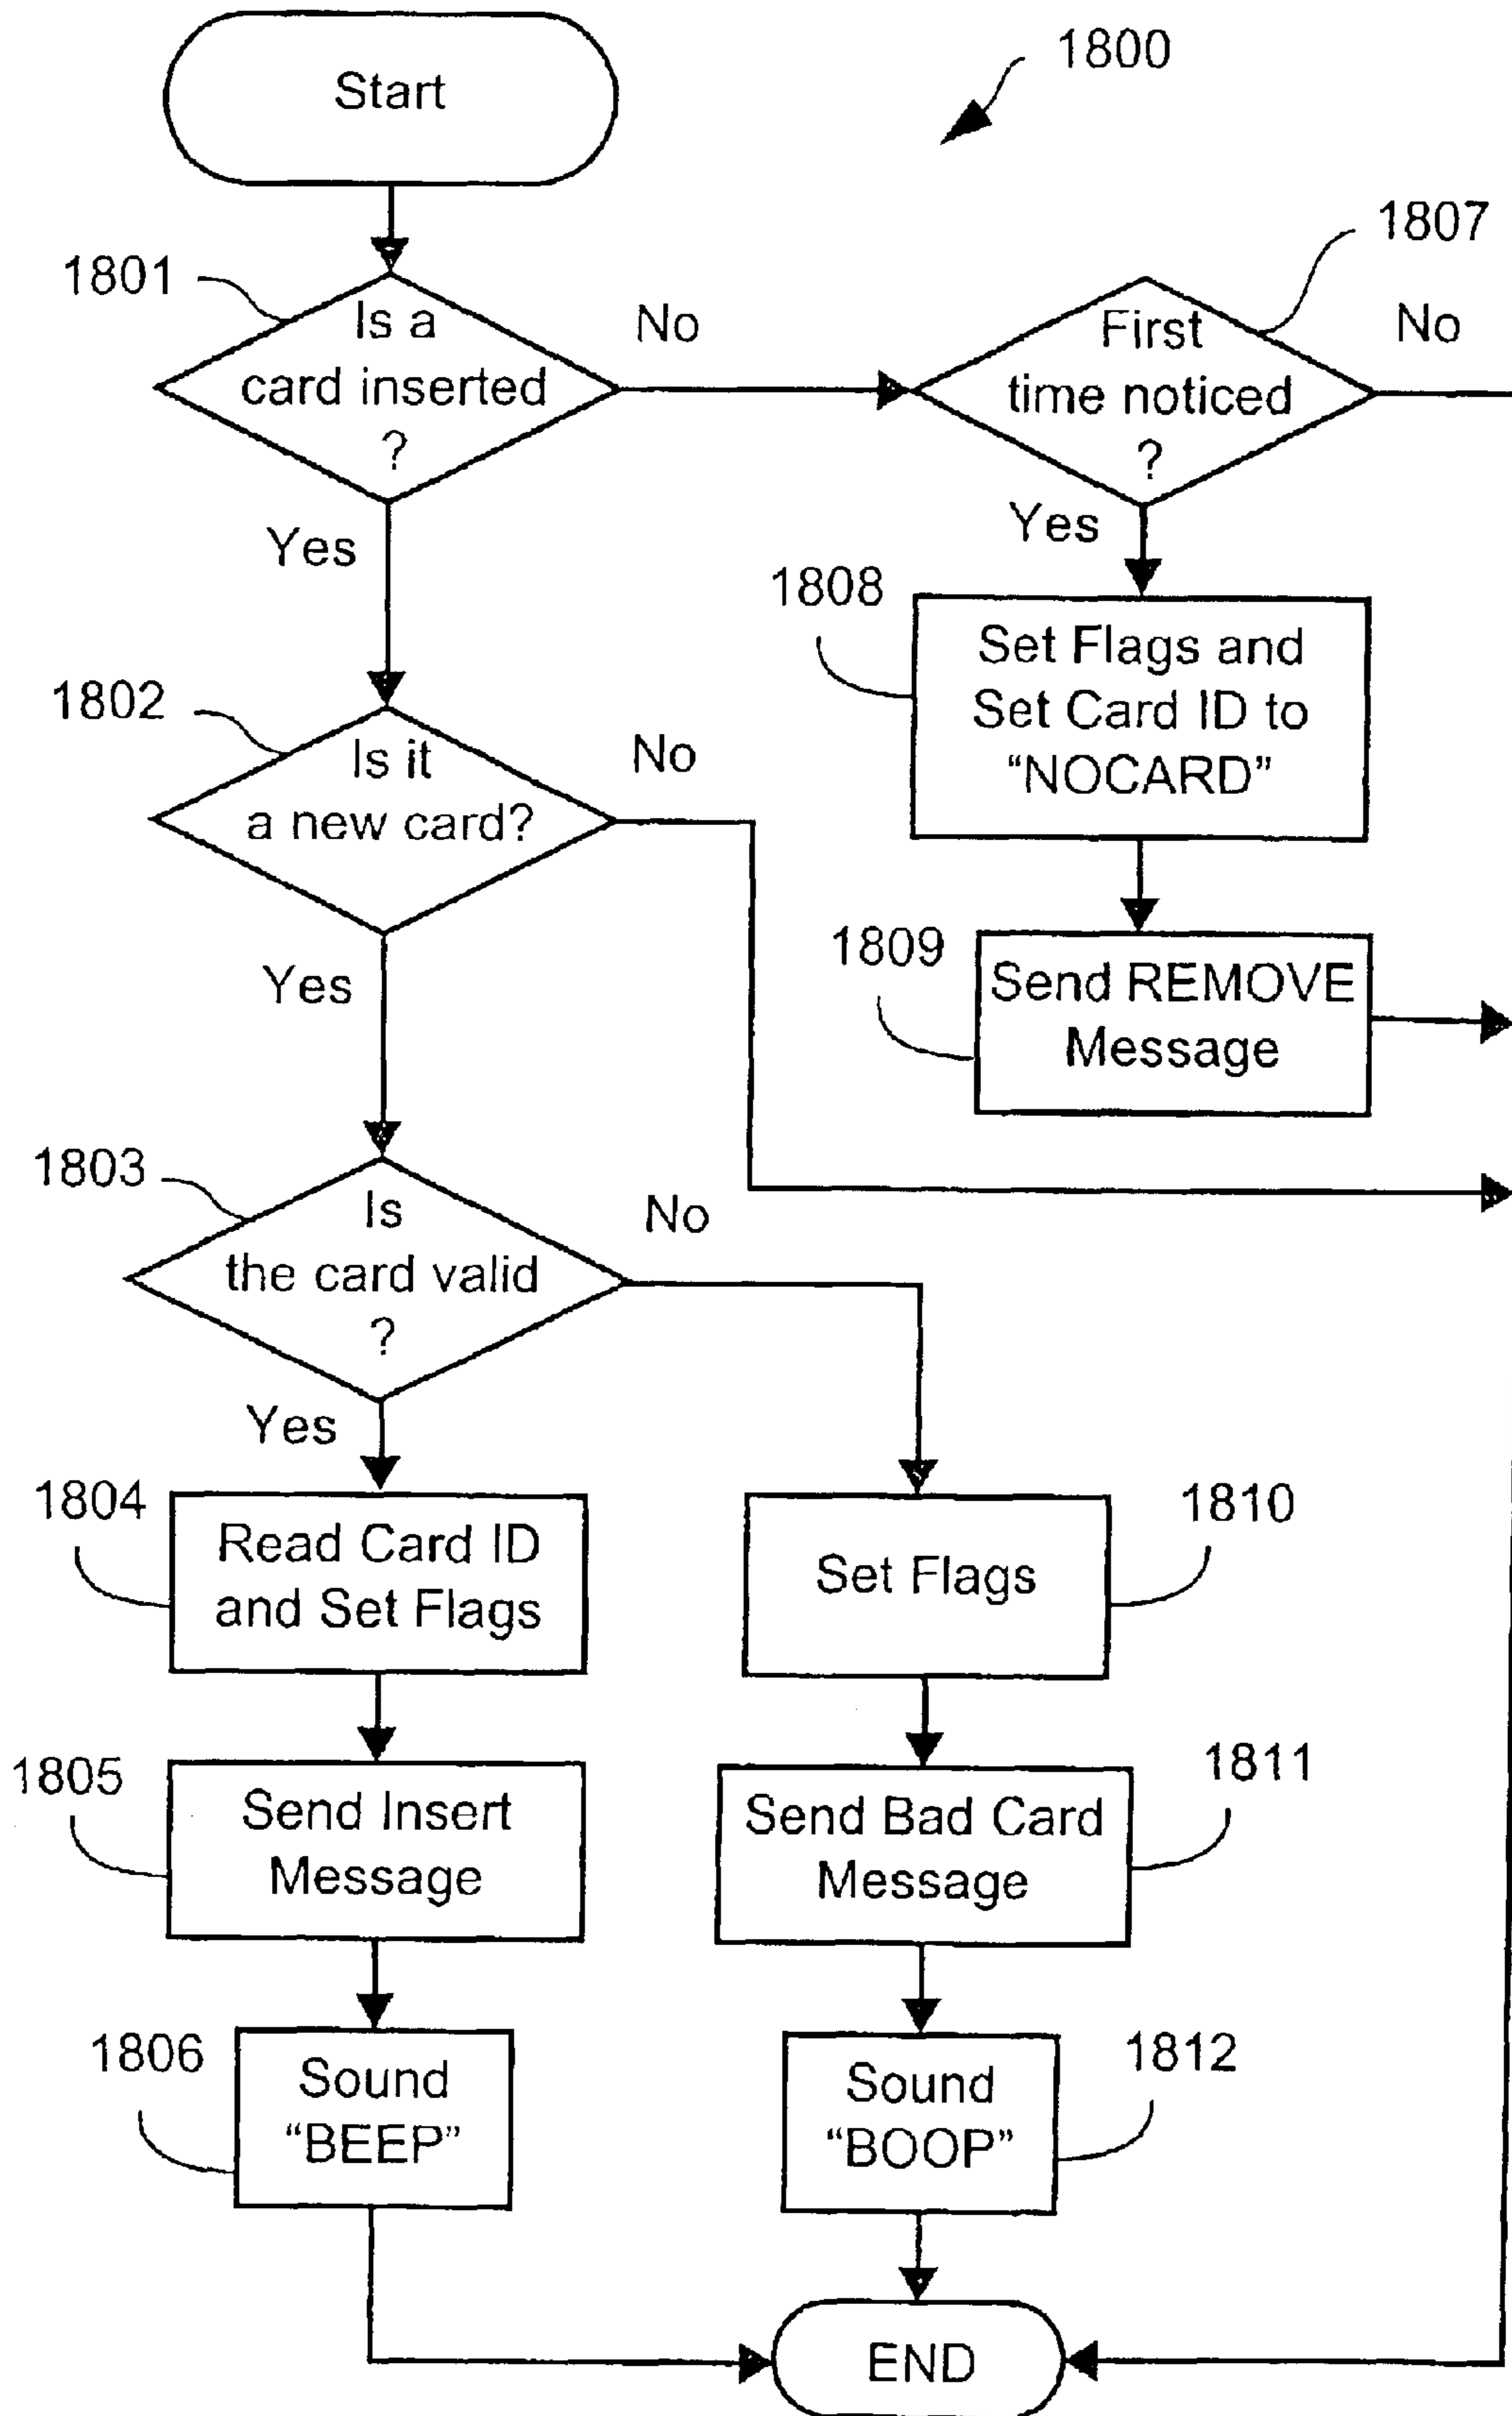 Start
1800
1801
Is a
card inserted
?
No
1807
First
time noticed
?
No
Yes
Yes
1808
Set Flags and
Set Card ID to
“NOCARD”
1802
Is it
a new card?
No
1809
Send REMOVE
Message
Yes
1803
Is
the card valid
?
No
Yes
1804
Read Card ID
and Set Flags
1810
Set Flags
1805
Send Insert
Message
1811
Send Bad Card
Message
1806
Sound
“BEEP”
1812
Sound
“BOOP”
END